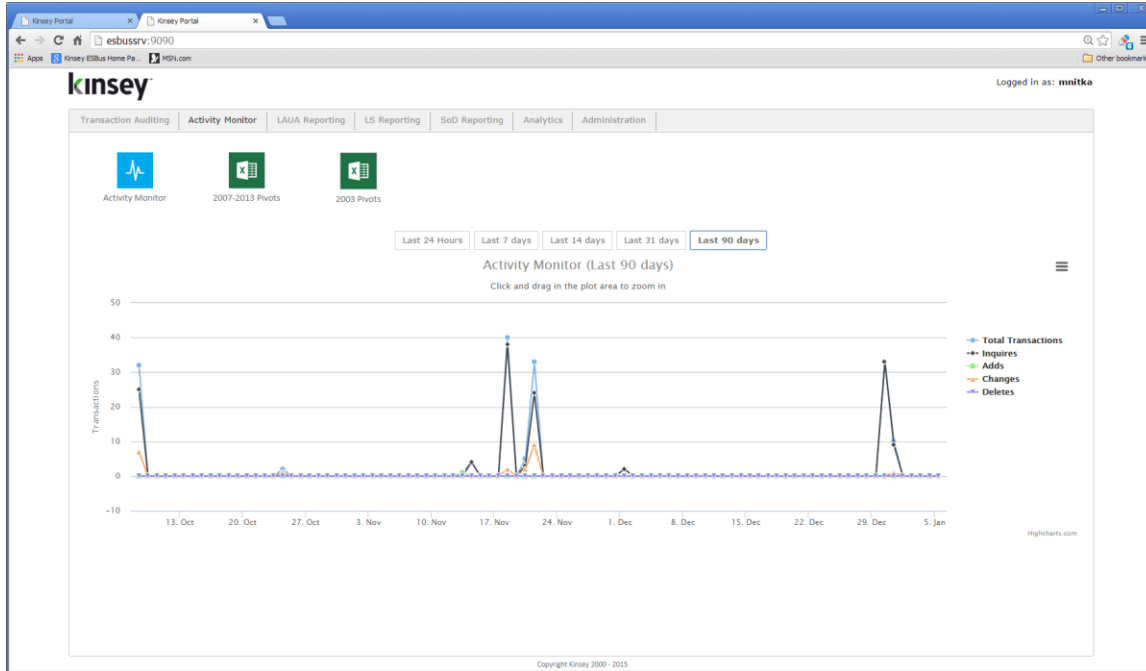 Kinsey Portal
Kinsey Portal
esbussrv:9090
Apps
Kinsey ESBus Home Pa...
MSN.com
Other bookmark
kinsey
Logged in as: mnitka
Transaction Auditing
Activity Monitor
LAUA Reporting
LS Reporting
SoD Reporting
Analytics
Administration
Activity Monitor
2007-2013 Pivots
2003 Pivots
Last 24 Hours
Last 7 days
Last 14 days
Last 31 days
Last 90 days
Activity Monitor (Last 90 days)
Click and drag in the plot area to zoom in
Transactions
50
40
30
20
10
0
-10
13. Oct
20. Oct
27. Oct
3. Nov
10. Nov
17. Nov
24. Nov
1. Dec
8. Dec
15. Dec
22. Dec
29. Dec
5. Jan
Total Transactions
Inquires
Adds
Changes
Deletes
Highcharts.com
Copyright Kinsey 2000 - 2015